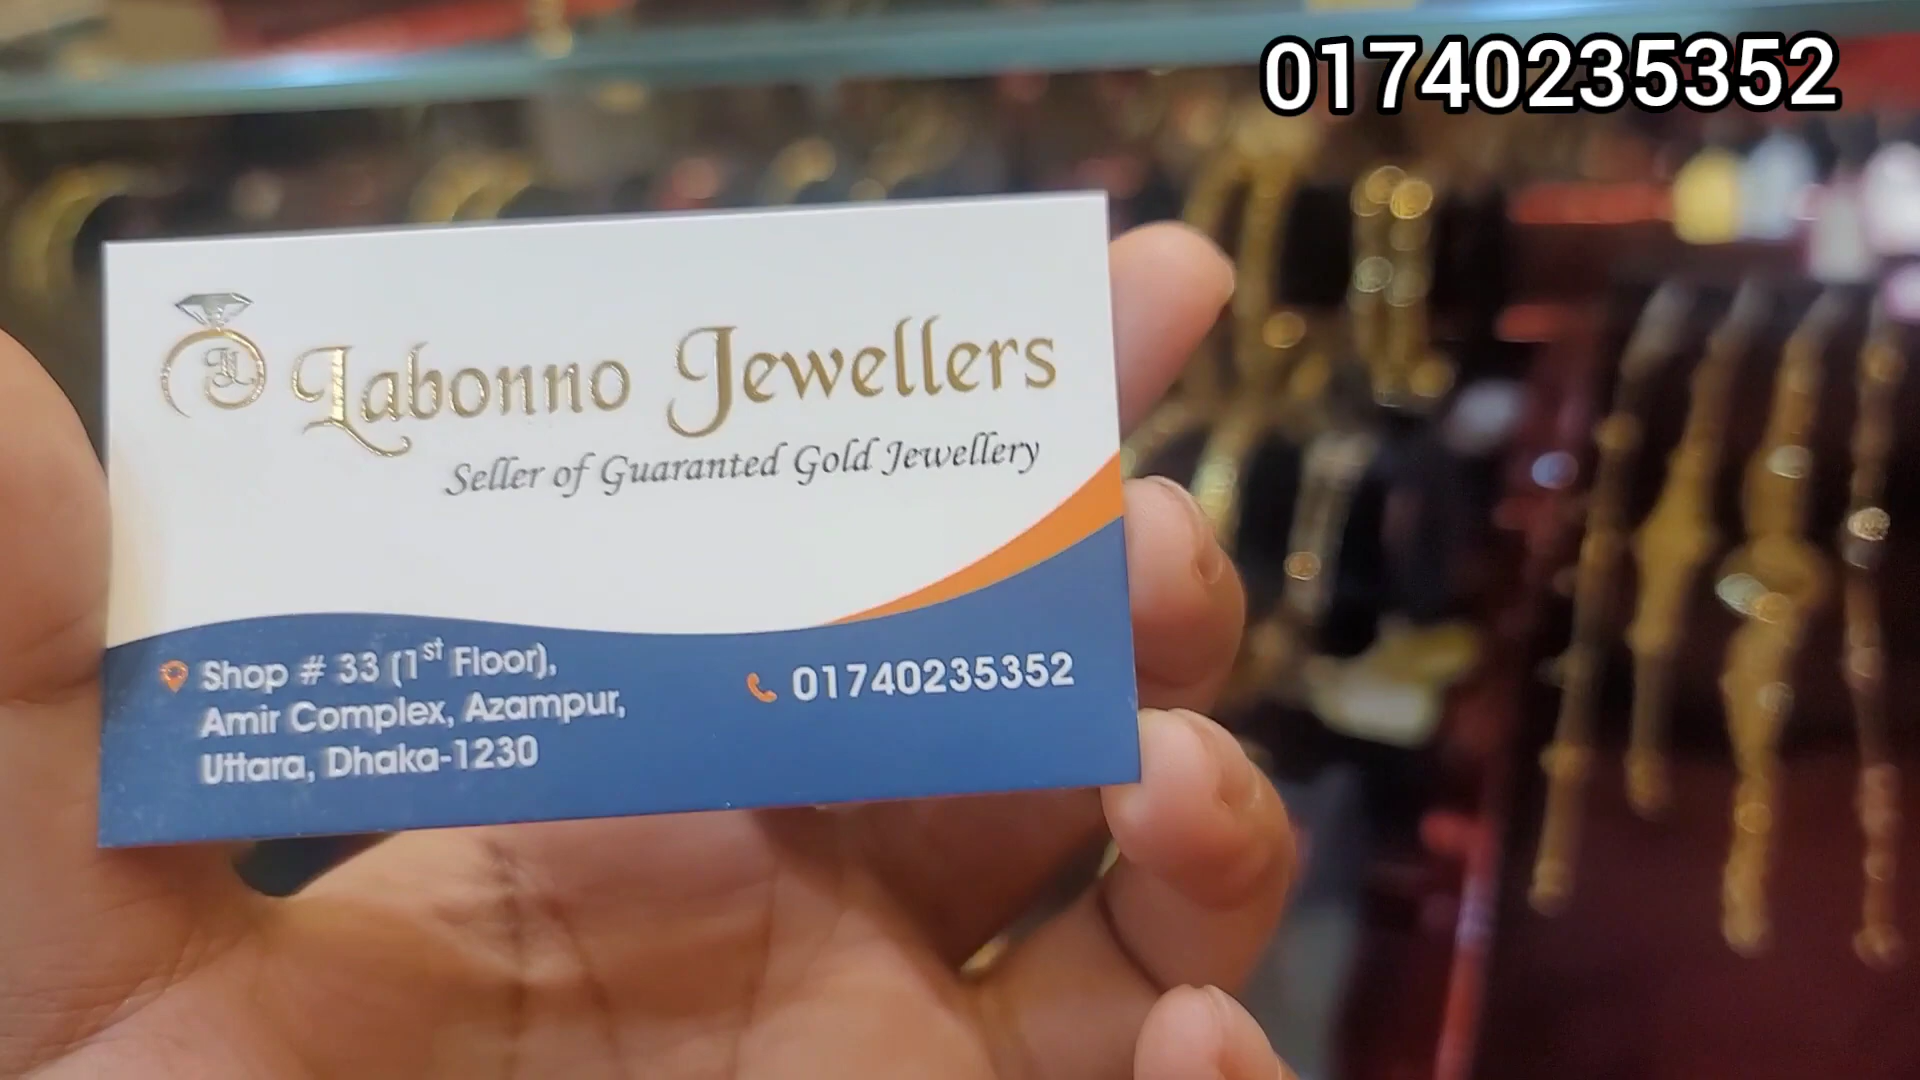 01740235352
JL
Labonno Jewellers
Seller of Guaranted Gold Jewellery
Shop # 33 (1st Floor),
Amir Complex, Azampur,
Uttara, Dhaka-1230
01740235352